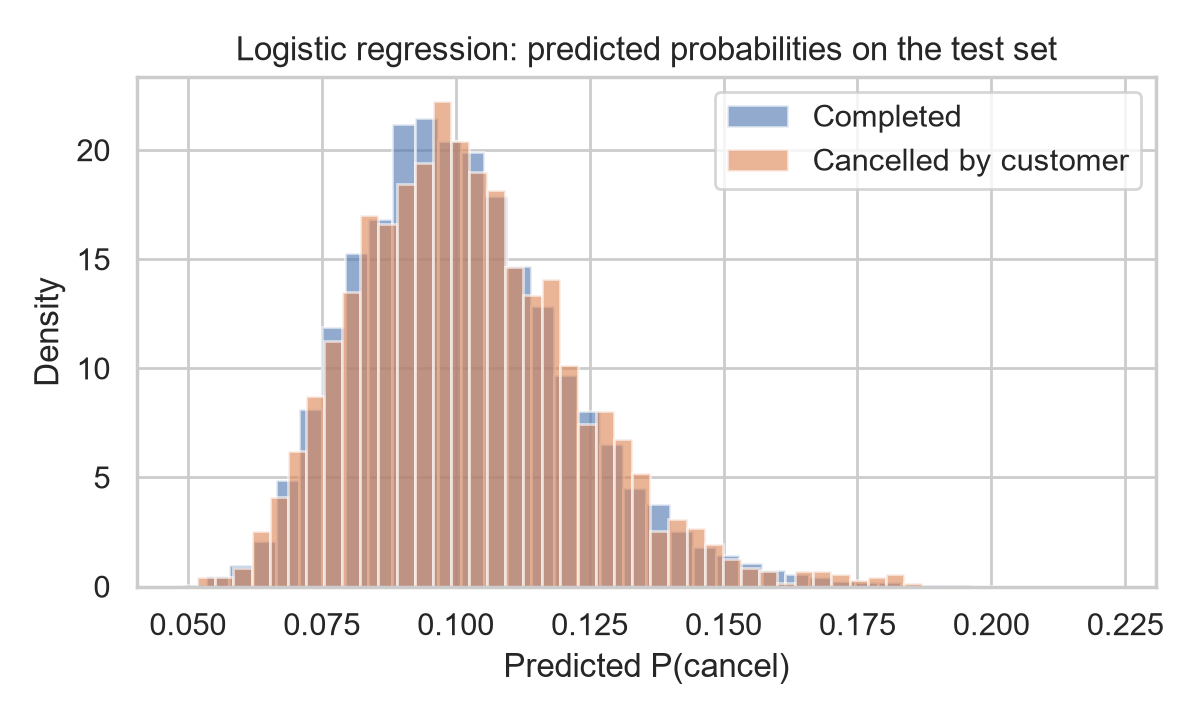 Logistic regression: predicted probabilities on the test set
Completed
Cancelled by customer
Density
20
15
10
5
0
0.050 0.075 0.100 0.125 0.150 0.175 0.200 0.225
Predicted P(cancel)